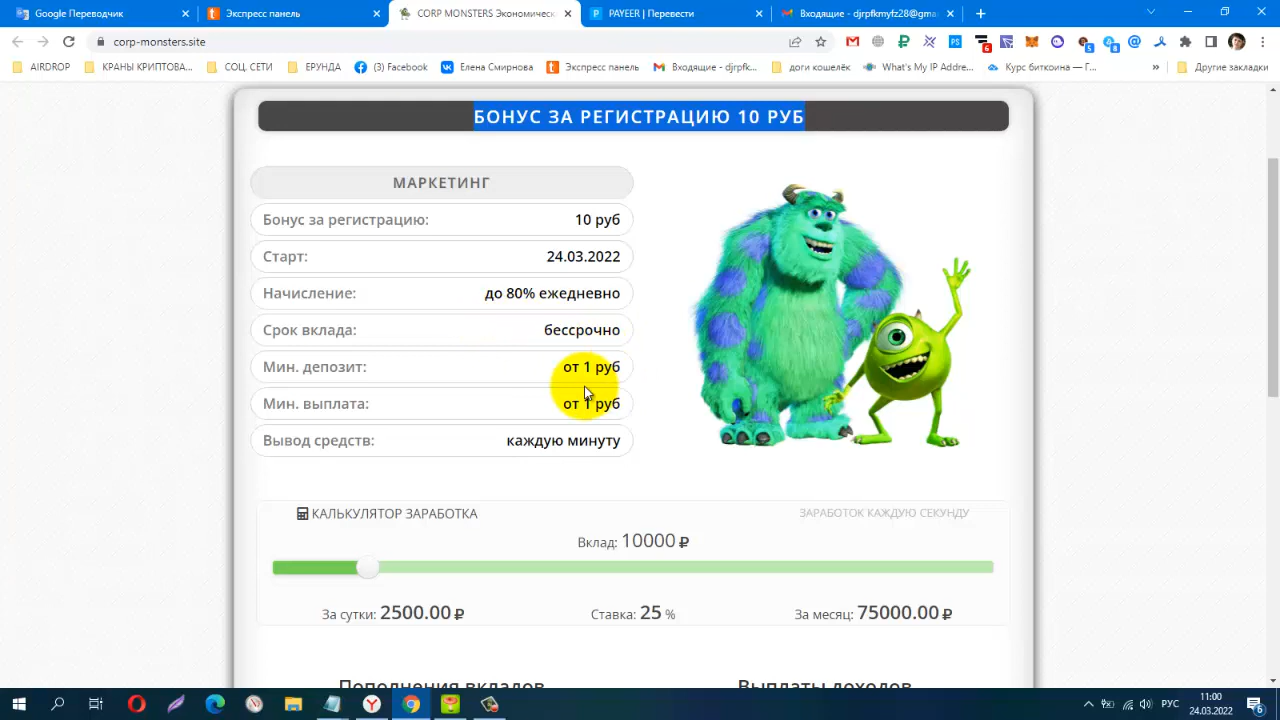 Google Переводчик
Экспресс панель
CORP MONSTERS Экономическ
PAYEER | Перевести
Входящие - djrpfkmyfz28@gma
corp-monsters.site
AIRDROP
КРАНЫ КРИПТОВА...
СОЦ. СЕТИ
ЕРУНДА
(3) Facebook
Елена Смирнова
Экспресс панель
Входящие - djrpfk...
доги кошелёк
What's My IP Addre...
Курс биткоина — Г...
»
Другие закладки
БОНУС ЗА РЕГИСТРАЦИЮ 10 РУБ
МАРКЕТИНГ
Бонус за регистрацию: 10 руб
Старт: 24.03.2022
Начисление: до 80% ежедневно
Срок вклада: бессрочно
Мин. депозит: от 1 руб
Мин. выплата: от 1 руб
Вывод средств: каждую минуту
КАЛЬКУЛЯТОР ЗАРАБОТКА
ЗАРАБОТОК КАЖДУЮ СЕКУНДУ
Вклад: 10000 ₽
За сутки: 2500.00 ₽
Ставка: 25 %
За месяц: 75000.00 ₽
Пополнения вкладов
Выплаты доходов
РУС
11:00
24.03.2022